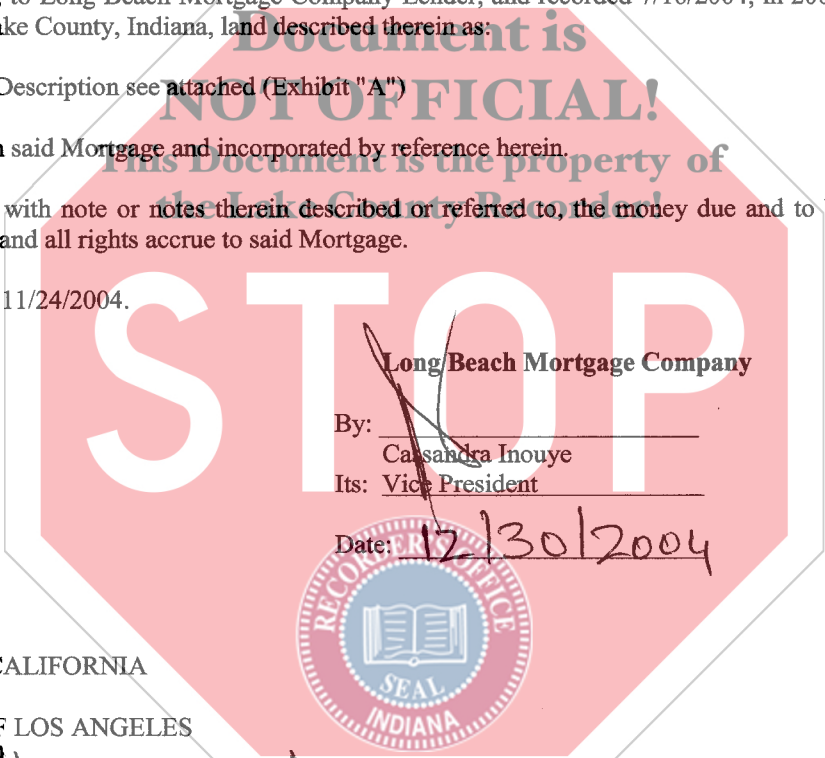 to Long Beach Mortgage Company Lender, and recorded 7/16/2004, in
ke County, Indiana, land described therein as:
Document is
Description see attached (Exhibit "A")
NOT OFFICIAL!
said Mortgage and incorporated by reference herein.
This Document is the property of
the Lake County Recorder!
with note or notes therein described or referred to, the money due and to
and all rights accrue to said Mortgage.
11/24/2004.
STOP
Long Beach Mortgage Company
By:
Cassandra Inouye
Its: Vice President
Date: 12/30/2004
RECORDER'S OFFICE
SEAL
INDIANA
CALIFORNIA
F LOS ANGELES